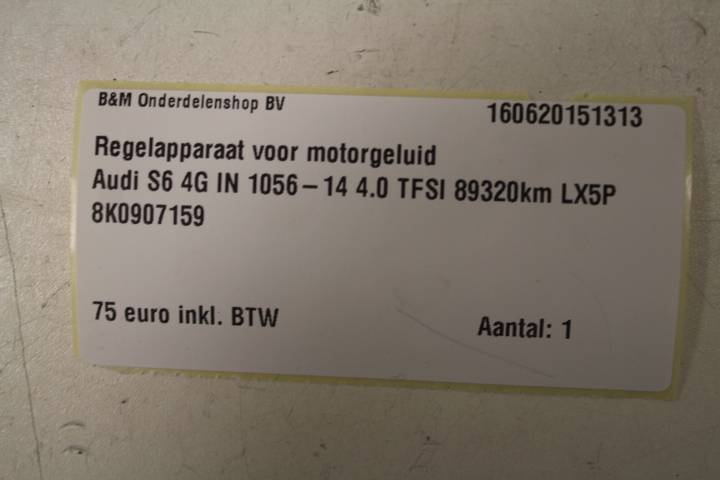 B&M Onderdelenshop BV
160620151313
Regelapparaat voor motorgeluid
Audi S6 4G IN 1056-14 4.0 TFSI 89320km LX5P
8K0907159
75 euro inkl. BTW
Aantal: 1